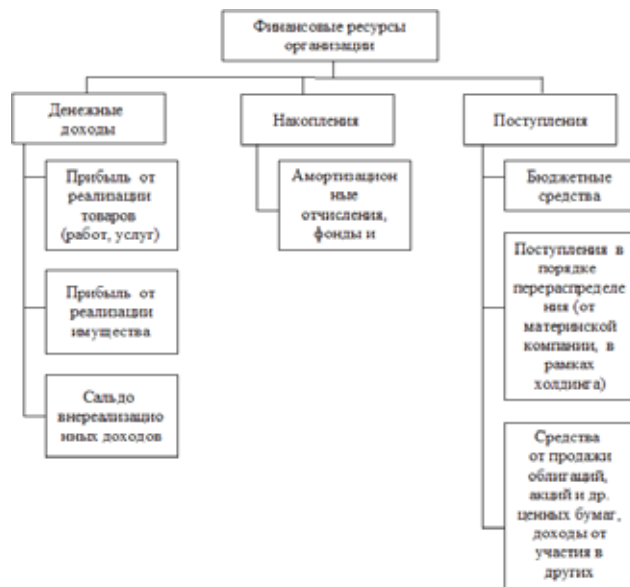 Финансовые ресурсы
организации
Денежные
доходы
Накопления
Поступления
Прибыль от
реализации
товаров
(работ, услуг)
Прибыль от
реализации
имущества
Сальдо
внереализацио
нных доходов
Амортизацион
ные
отчисления,
фонды и
Бюджетные
средства
Поступления в
порядке
перераспределе
ния (от
материнской
компании, в
рамках
холдинга)
Средства
от продажи
облигаций,
акций и др.
ценных бумаг,
доходы от
участия в
других